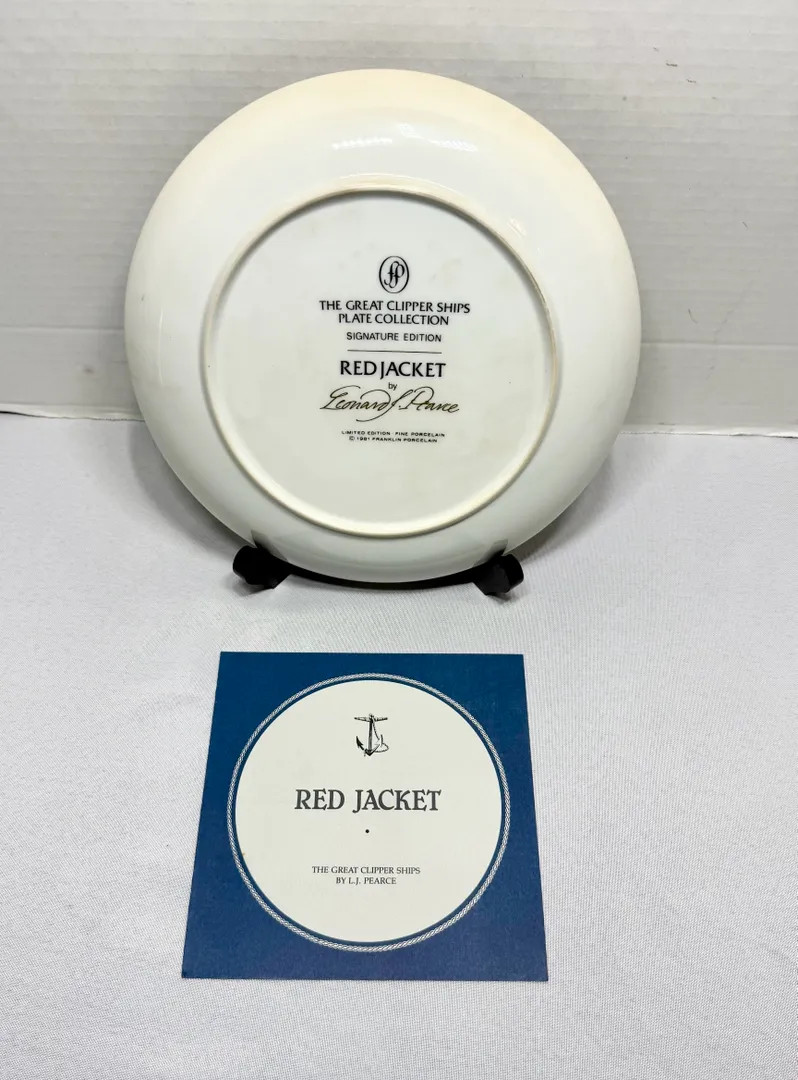 FP
THE GREAT CLIPPER SHIPS
PLATE COLLECTION
SIGNATURE EDITION
RED JACKET
by
Leonard J. Pearce
LIMITED EDITION · FINE PORCELAIN
© 1981 FRANKLIN PORCELAIN
RED JACKET
THE GREAT CLIPPER SHIPS
BY L.J. PEARCE